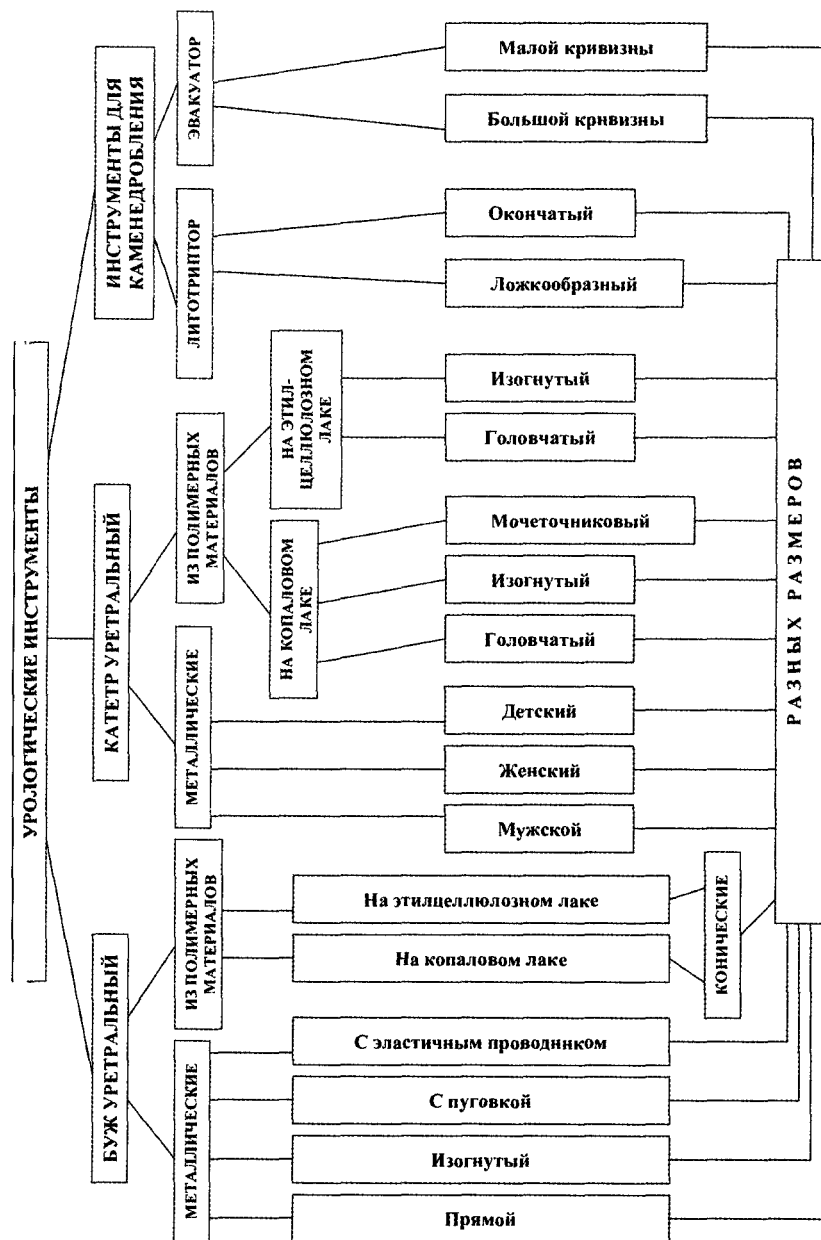 УРОЛОГИЧЕСКИЕ ИНСТРУМЕНТЫ
ИНСТРУМЕНТЫ ДЛЯ
КАМЕНЕДРОБЛЕНИЯ
ЭВАКУАТОР
Малой кривизны
Большой кривизны
ЛИТОТРИПТОР
Окончатый
Ложкообразный
КАТЕТР УРЕТРАЛЬНЫЙ
ИЗ ПОЛИМЕРНЫХ
МАТЕРИАЛОВ
НА ЭТИЛ-
ЦЕЛЛЮЛОЗНОМ
ЛАКЕ
Изогнутый
Головчатый
НА КОПАЛОВОМ
ЛАКЕ
Мочеточниковый
Изогнутый
Головчатый
МЕТАЛЛИЧЕСКИЕ
Детский
Женский
Мужской
БУЖ УРЕТРАЛЬНЫЙ
ИЗ ПОЛИМЕРНЫХ
МАТЕРИАЛОВ
На этилцеллюлозном лаке
На копаловом лаке
КОНИЧЕСКИЕ
МЕТАЛЛИЧЕСКИЕ
С эластичным проводником
С пуговкой
Изогнутый
Прямой
РАЗНЫХ РАЗМЕРОВ